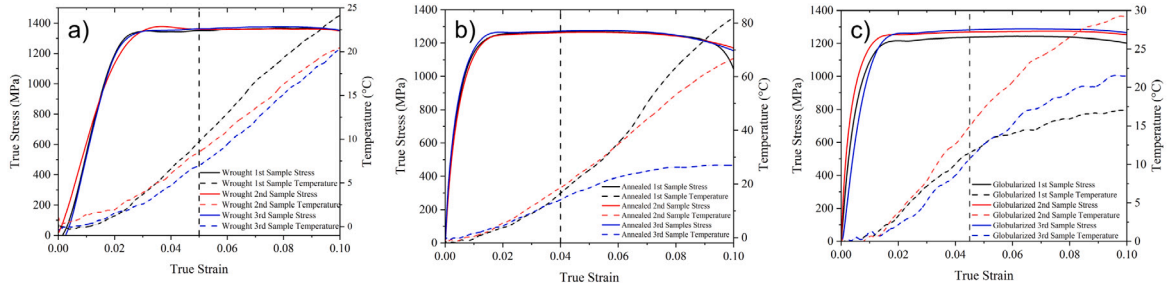 a)
True Stress (MPa)
1400
1200
1000
800
600
400
200
0
0.00
0.02
0.04
0.06
0.08
0.10
True Strain
25
20
15
10
5
0
Temperature (°C)
Wrought 1st Sample Stress
Wrought 1st Sample Temperature
Wrought 2nd Sample Stress
Wrought 2nd Sample Temperature
Wrought 3rd Sample Stress
Wrought 3rd Sample Temperature
b)
True Stress (MPa)
1400
1200
1000
800
600
400
200
0
0.00
0.02
0.04
0.06
0.08
0.10
True Strain
80
60
40
20
0
Temperature (°C)
Annealed 1st Sample Stress
Annealed 1st Sample Temperature
Annealed 2nd Sample Stress
Annealed 2nd Sample Temperature
Annealed 3rd Samples Stress
Annealed 3rd Sample Temperature
c)
True Stress (MPa)
1400
1200
1000
800
600
400
200
0
0.00
0.02
0.04
0.06
0.08
0.10
True Strain
30
25
20
15
10
5
0
Temperature (°C)
Globularized 1st Sample Stress
Globularized 1st Sample Temperature
Globularized 2nd Sample Stress
Globularized 2nd Sample Temperature
Globularized 3rd Sample Stress
Globularized 3rd Sample Temperature